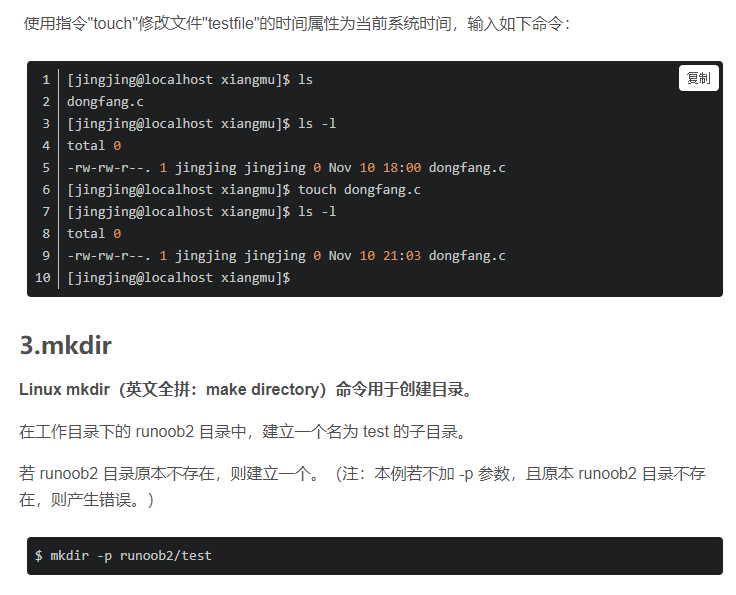 使用指令"touch"修改文件"testfile"的时间属性为当前系统时间，输入如下命令：
复制
1 [jingjing@localhost xiangmu]$ ls
2 dongfang.c
3 [jingjing@localhost xiangmu]$ ls -l
4 total 0
5 -rw-rw-r--. 1 jingjing jingjing 0 Nov 10 18:00 dongfang.c
6 [jingjing@localhost xiangmu]$ touch dongfang.c
7 [jingjing@localhost xiangmu]$ ls -l
8 total 0
9 -rw-rw-r--. 1 jingjing jingjing 0 Nov 10 21:03 dongfang.c
10 [jingjing@localhost xiangmu]$
3.mkdir
Linux mkdir（英文全拼：make directory）命令用于创建目录。
在工作目录下的 runoob2 目录中，建立一个名为 test 的子目录。
若 runoob2 目录原本不存在，则建立一个。（注：本例若不加 -p 参数，且原本 runoob2 目录不存
在，则产生错误。）
$ mkdir -p runoob2/test